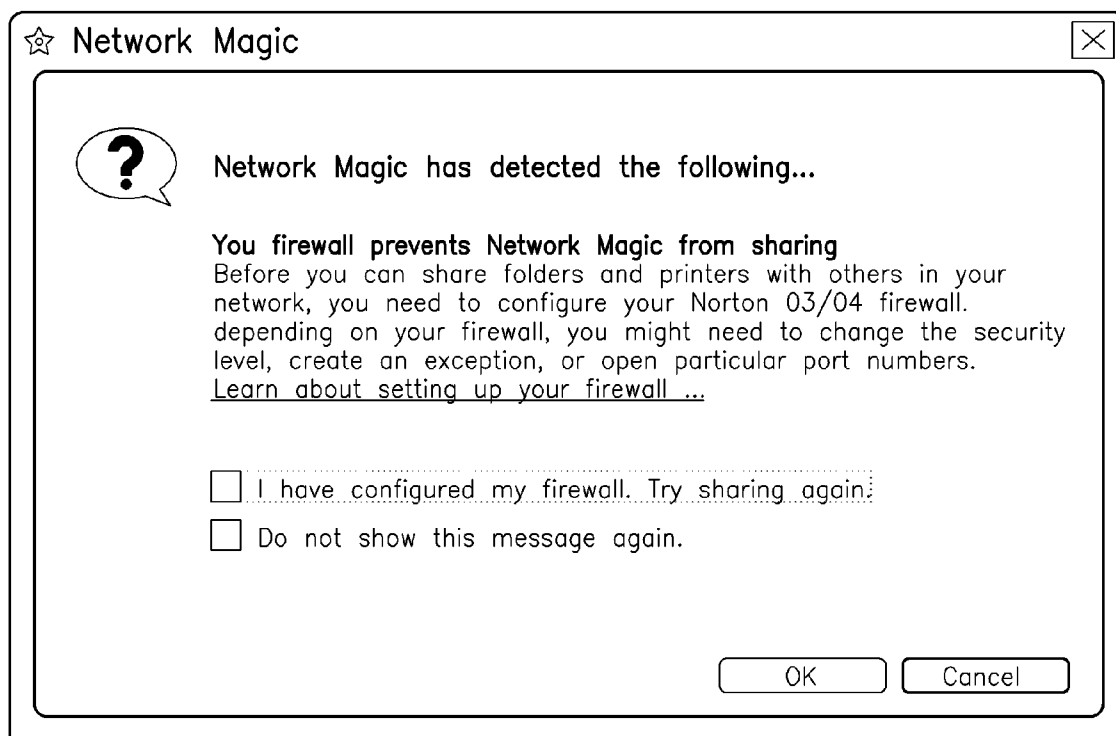 Network Magic
?
Network Magic has detected the following...
You firewall prevents Network Magic from sharing
Before you can share folders and printers with others in your
network, you need to configure your Norton 03/04 firewall.
depending on your firewall, you might need to change the security
level, create an exception, or open particular port numbers.
Learn about setting up your firewall ...
I have configured my firewall. Try sharing again.
Do not show this message again.
OK
Cancel